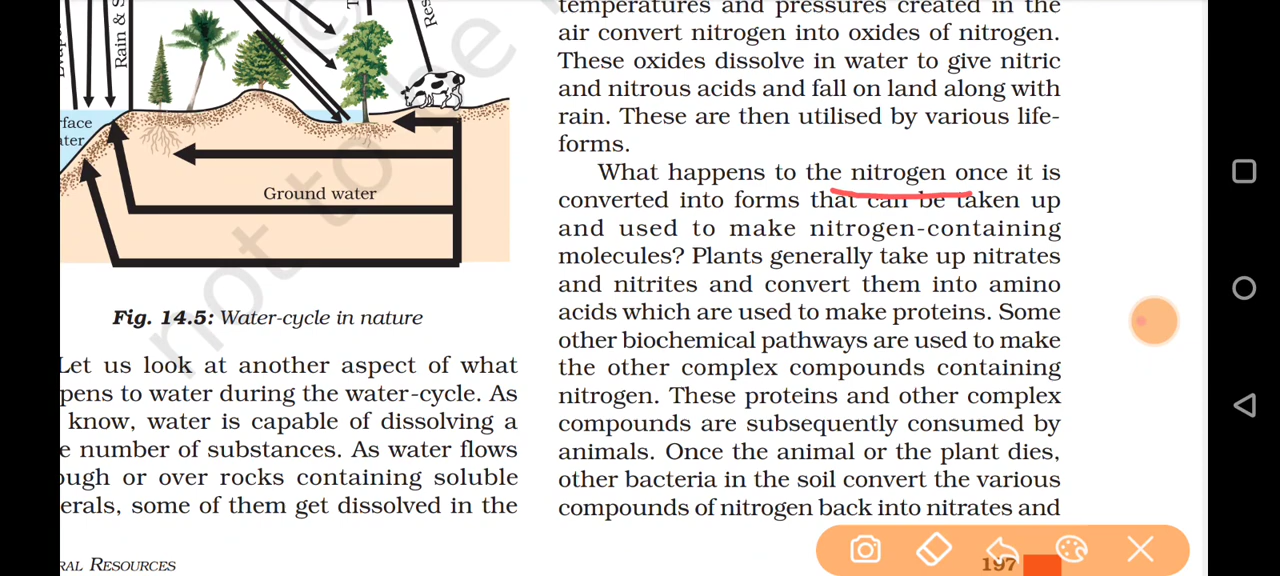 Rain & S
Res
Ground water
Fig. 14.5: Water-cycle in nature
Let us look at another aspect of what
pens to water during the water-cycle. As
know, water is capable of dissolving a
e number of substances. As water flows
ough or over rocks containing soluble
erals, some of them get dissolved in the
RAL RESOURCES
temperatures and pressures created in the
air convert nitrogen into oxides of nitrogen.
These oxides dissolve in water to give nitric
and nitrous acids and fall on land along with
rain. These are then utilised by various life-
forms.
What happens to the nitrogen once it is
converted into forms that can be taken up
and used to make nitrogen-containing
molecules? Plants generally take up nitrates
and nitrites and convert them into amino
acids which are used to make proteins. Some
other biochemical pathways are used to make
the other complex compounds containing
nitrogen. These proteins and other complex
compounds are subsequently consumed by
animals. Once the animal or the plant dies,
other bacteria in the soil convert the various
compounds of nitrogen back into nitrates and
197
not to be